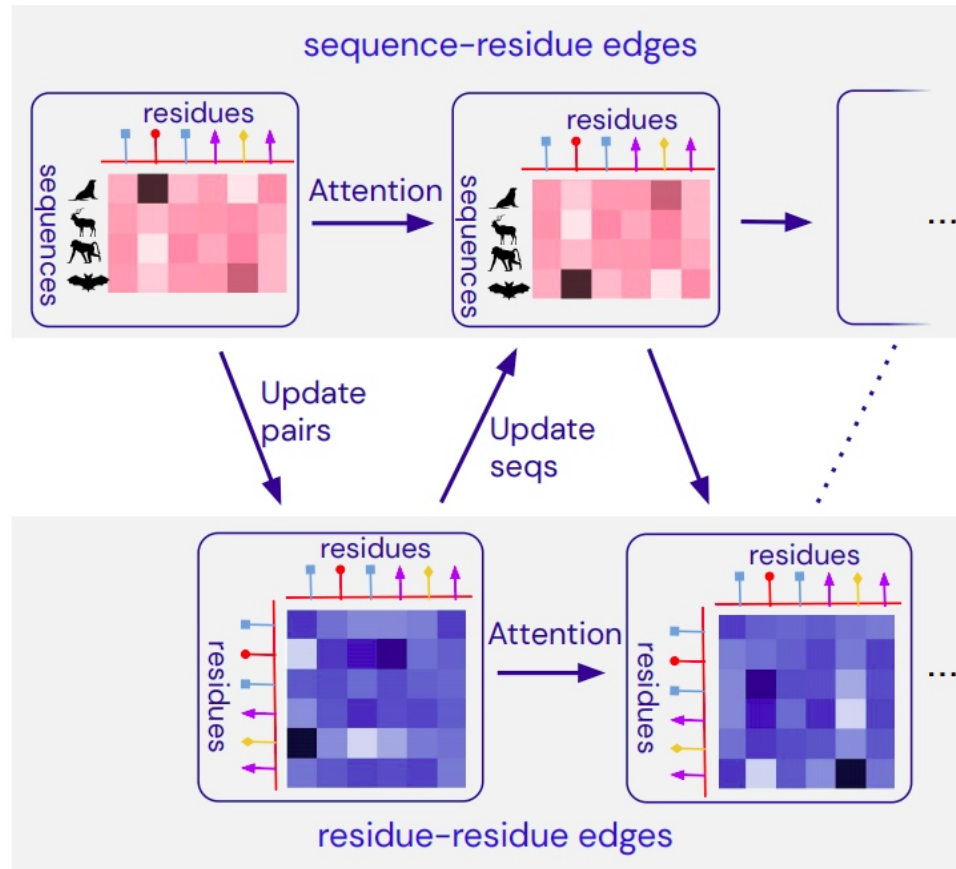 sequence-residue edges
residues
sequences
Attention
residues
sequences
...
Update
pairs
Update
seqs
residues
residues
Attention
residues
residues
...
residue-residue edges